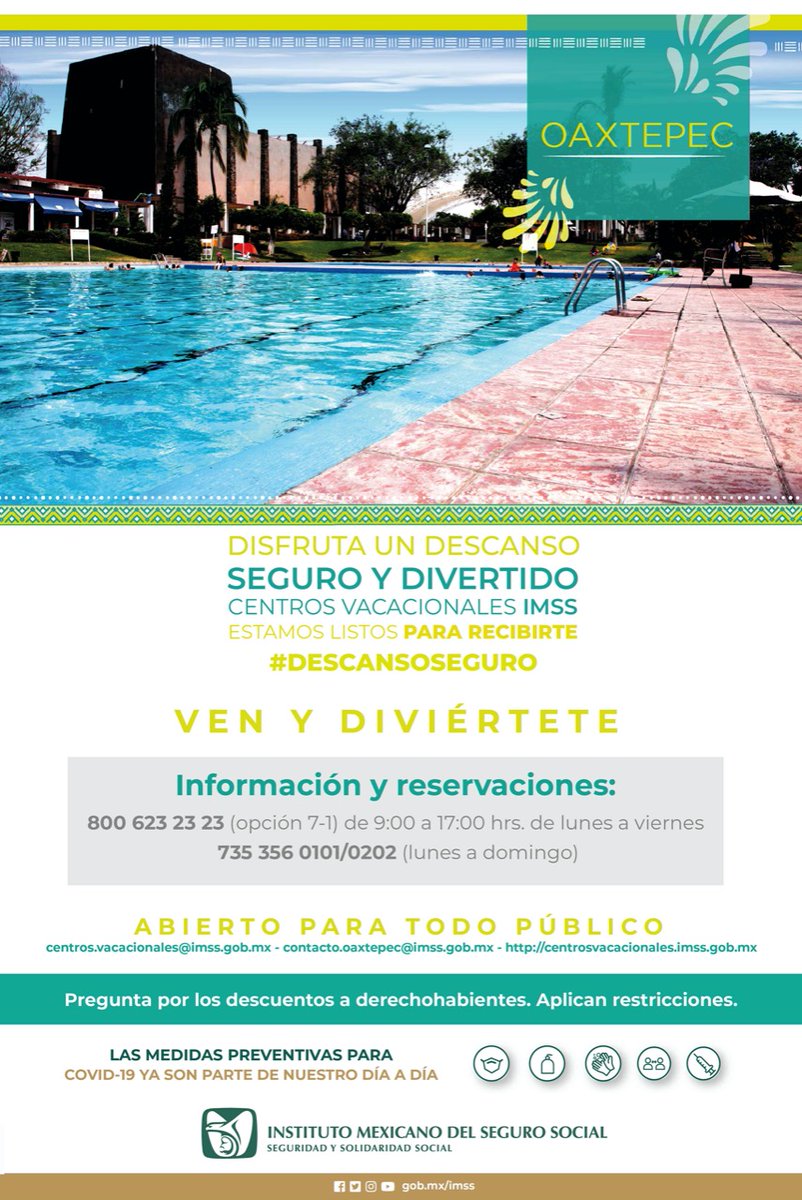 OAXTEPEC
DISFRUTA UN DESCANSO
SEGURO Y DIVERTIDO
CENTROS VACACIONALES IMSS
ESTAMOS LISTOS PARA RECIBIRTE
#DESCANSOSEGURO
VEN Y DIVIÉRTETE
Información y reservaciones:
800 623 23 23 (opción 7-1) de 9:00 a 17:00 hrs. de lunes a viernes
735 356 0101/0202 (lunes a domingo)
ABIERTO PARA TODO PÚBLICO
centros.vacacionales@imss.gob.mx - contacto.oaxtepec@imss.gob.mx - http://centrosvacacionales.imss.gob.mx
Pregunta por los descuentos a derechohabientes. Aplican restricciones.
LAS MEDIDAS PREVENTIVAS PARA
COVID-19 YA SON PARTE DE NUESTRO DÍA A DÍA
INSTITUTO MEXICANO DEL SEGURO SOCIAL
SEGURIDAD Y SOLIDARIDAD SOCIAL
gob.mx/imss